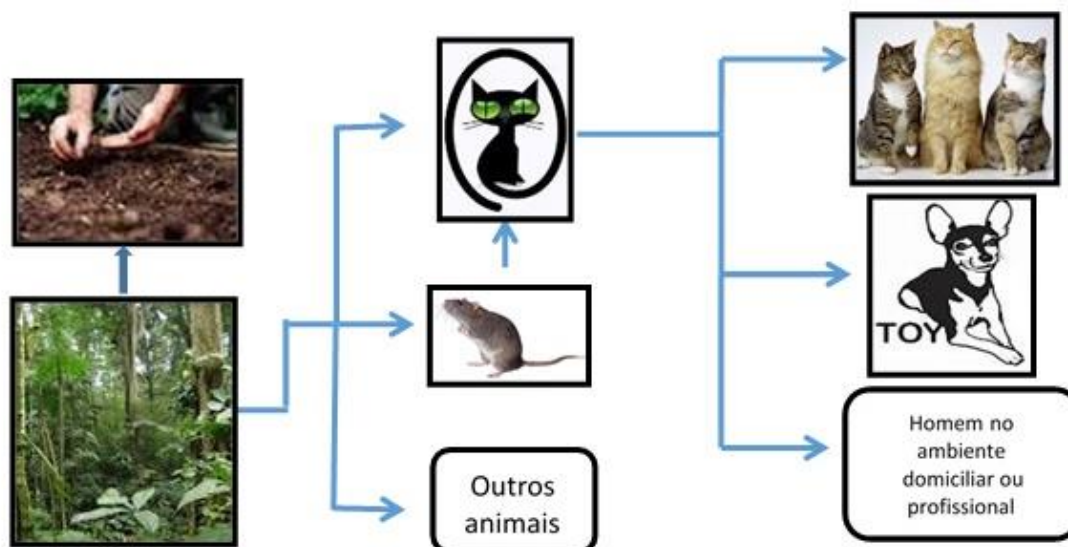 TOY
Outros
animais
Homem no
ambiente
domiciliar ou
profissional